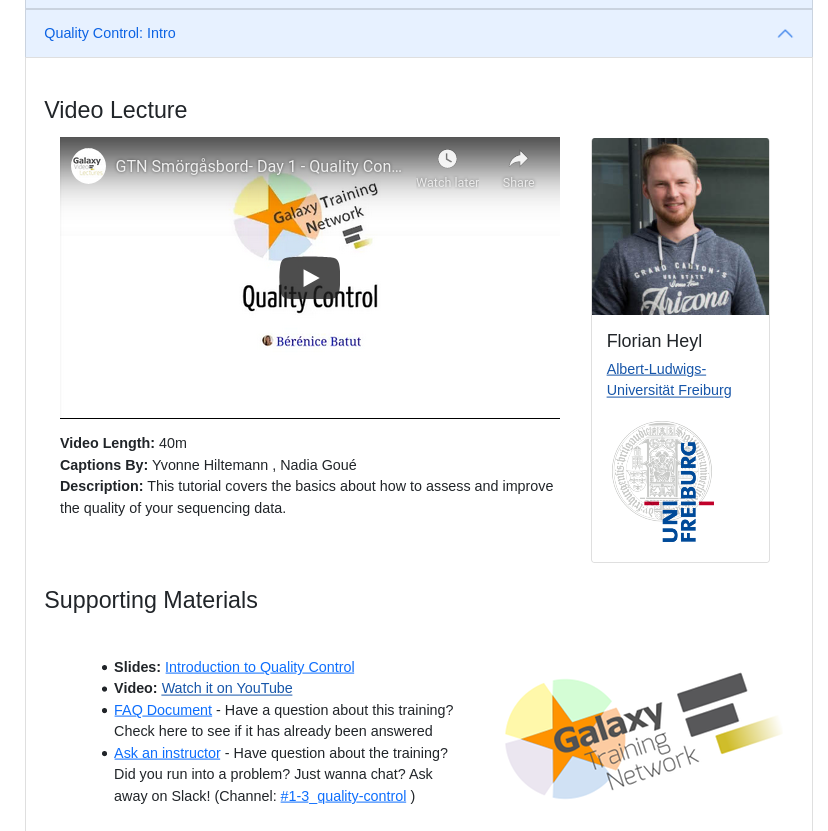 Quality Control: Intro
Video Lecture
Galaxy
GTN Smörgåsbord- Day 1 - Quality Con...
Watch later
Share
Galaxy Training
Network
Quality Control
Bérénice Batut
GRAND CANYON'S
Arizona
Florian Heyl
Albert-Ludwigs-
Universität Freiburg
UNI
FREIBURG
Video Length: 40m
Captions By: Yvonne Hiltemann , Nadia Goué
Description: This tutorial covers the basics about how to assess and improve
the quality of your sequencing data.
Supporting Materials
Slides: Introduction to Quality Control
Video: Watch it on YouTube
FAQ Document - Have a question about this training?
Check here to see if it has already been answered
Ask an instructor - Have question about the training?
Did you run into a problem? Just wanna chat? Ask
away on Slack! (Channel: #1-3_quality-control )
Galaxy
Training
Network